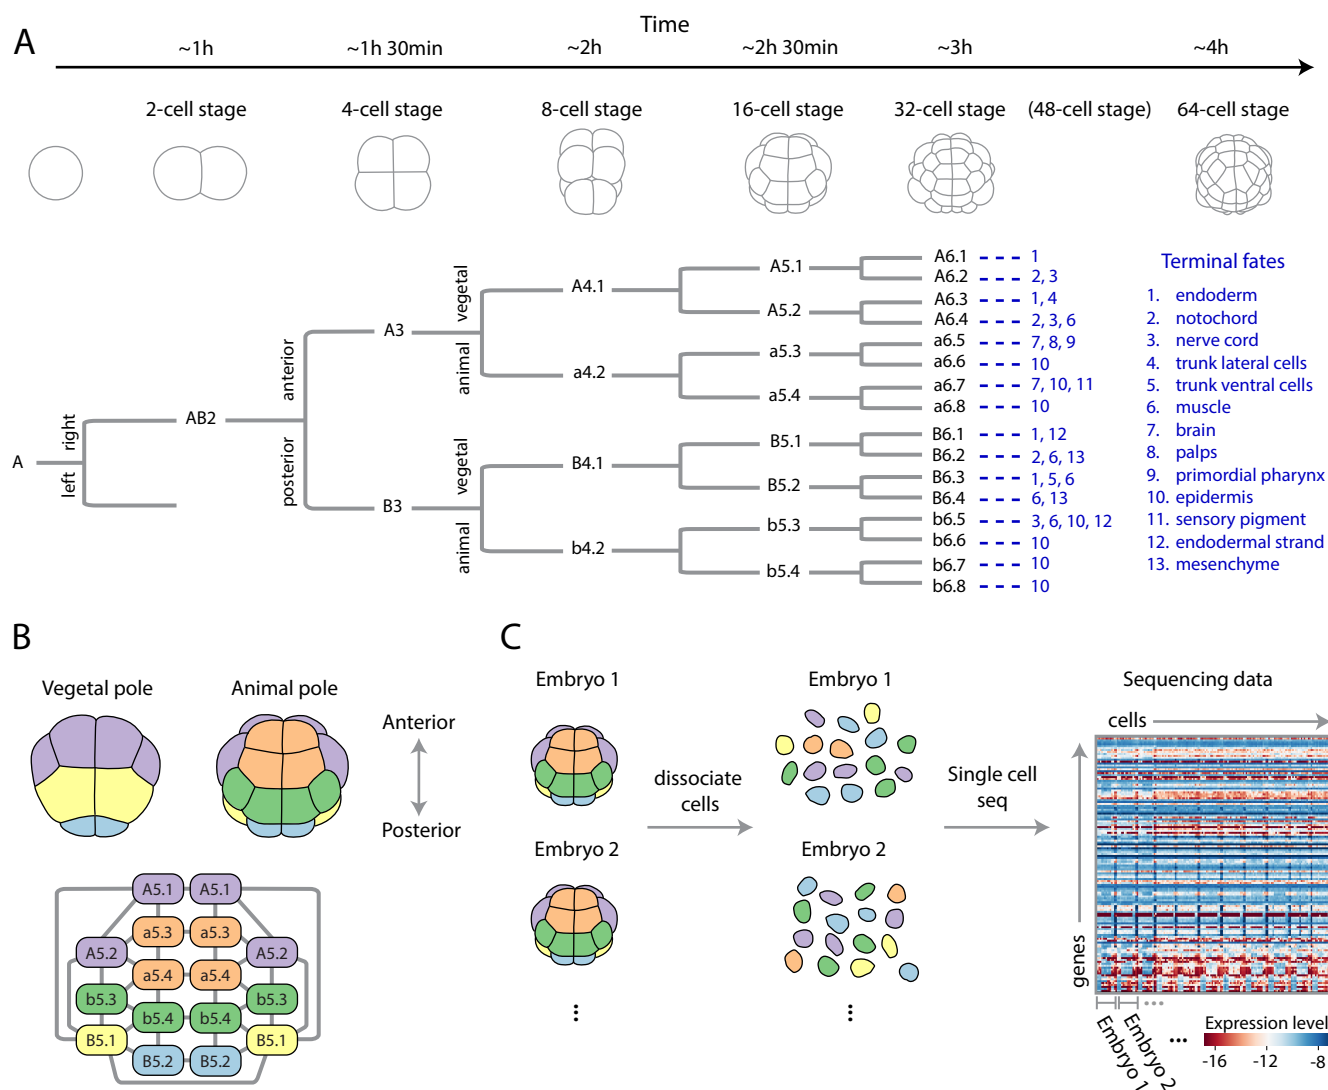 A
Time
~1h
~1h 30min
~2h
~2h 30min
~3h
~4h
2-cell stage
4-cell stage
8-cell stage
16-cell stage
32-cell stage
(48-cell stage)
64-cell stage
A
right
left
AB2
anterior
posterior
A3
B3
vegetal
animal
vegetal
animal
A4.1
a4.2
B4.1
b4.2
A5.1
A5.2
a5.3
a5.4
B5.1
B5.2
b5.3
b5.4
A6.1 1
A6.2 2, 3
A6.3 1, 4
A6.4 2, 3, 6
a6.5 7, 8, 9
a6.6 10
a6.7 7, 10, 11
a6.8 10
B6.1 1, 12
B6.2 2, 6, 13
B6.3 1, 5, 6
B6.4 6, 13
b6.5 3, 6, 10, 12
b6.6 10
b6.7 10
b6.8 10
Terminal fates
1. endoderm
2. notochord
3. nerve cord
4. trunk lateral cells
5. trunk ventral cells
6. muscle
7. brain
8. palps
9. primordial pharynx
10. epidermis
11. sensory pigment
12. endodermal strand
13. mesenchyme
B
Vegetal pole
Animal pole
Anterior
Posterior
A5.1 A5.1
a5.3 a5.3
A5.2 A5.2
a5.4 a5.4
b5.3 b5.3
b5.4 b5.4
B5.1 B5.1
B5.2 B5.2
C
Embryo 1
Embryo 2
...
dissociate
cells
Embryo 1
Embryo 2
...
Single cell
seq
Sequencing data
cells
genes
Embryo 1
Embryo 2
...
...
Expression level
-16 -12 -8